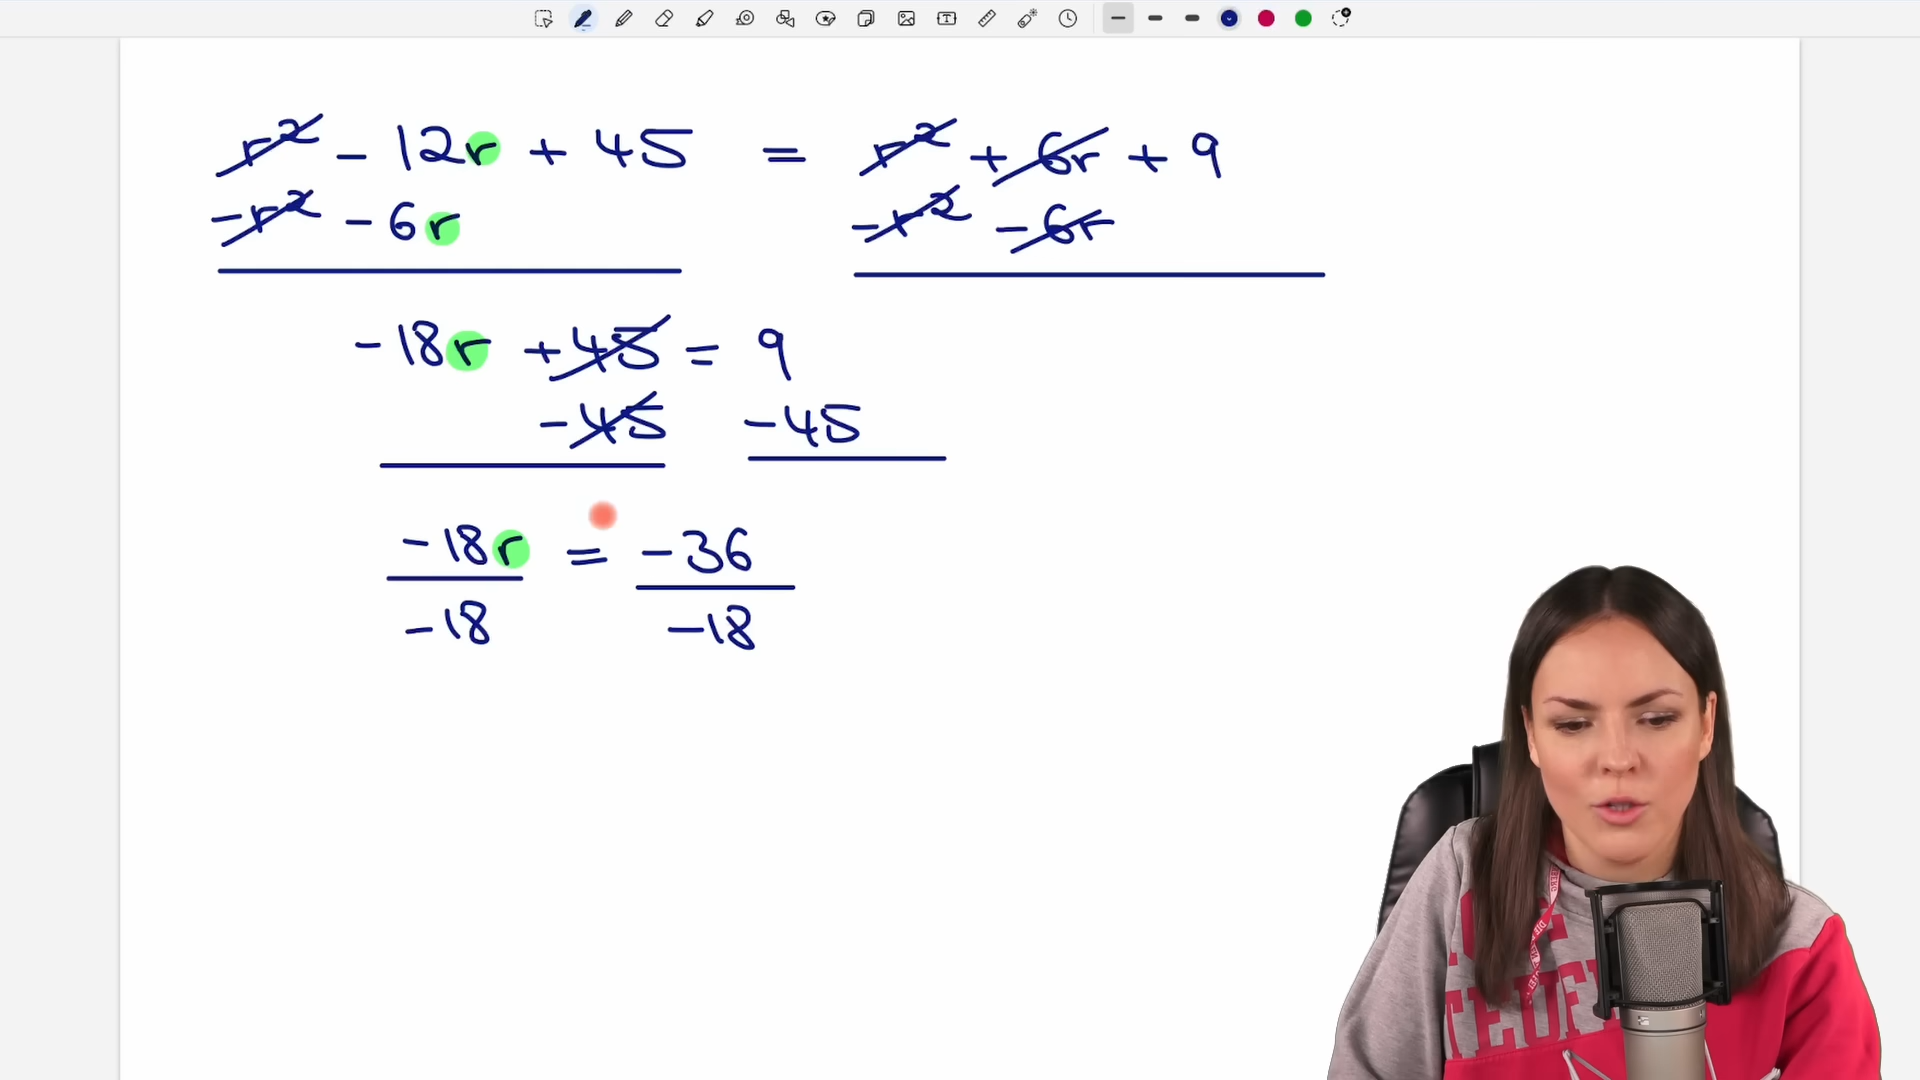 r² - 12r + 45 = r² + 6r + 9
-r² - 6r -r² - 6r
-18r + 45 = 9
-45 -45
-18r = -36
-18 -18